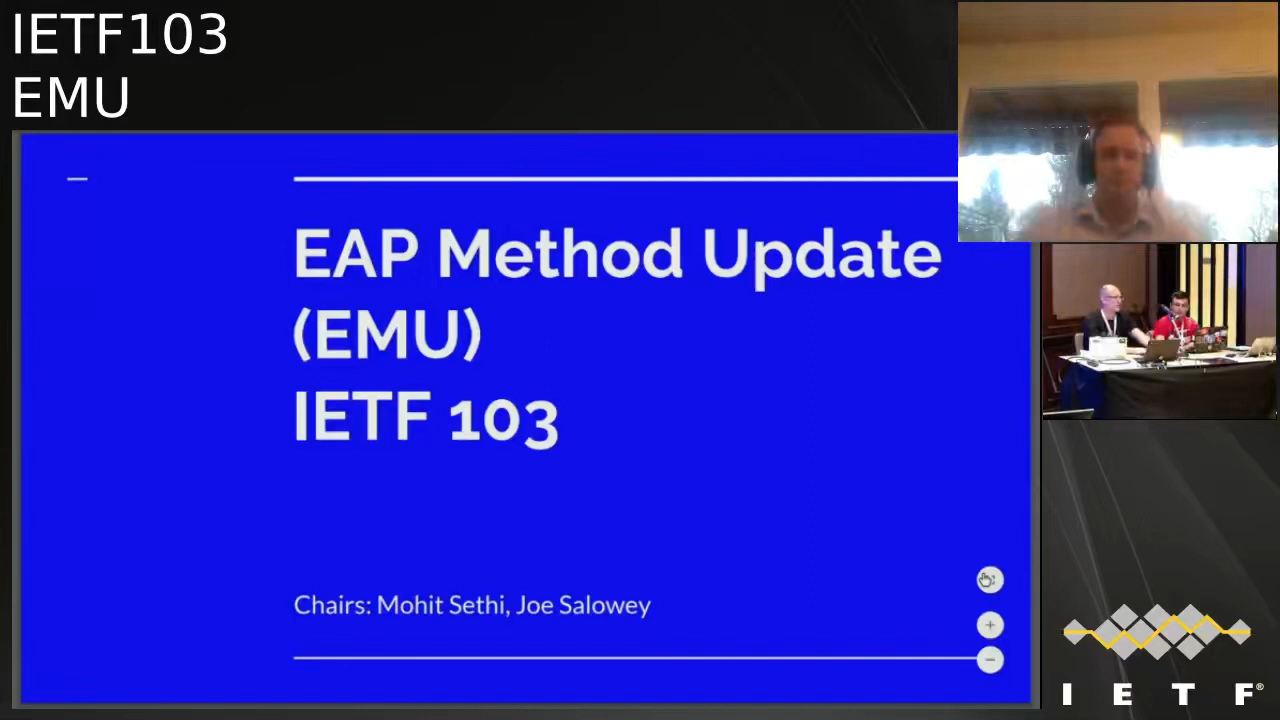 IETF103
EMU
EAP Method Update
(EMU)
IETF 103
Chairs: Mohit Sethi, Joe Salowey
I E T F®